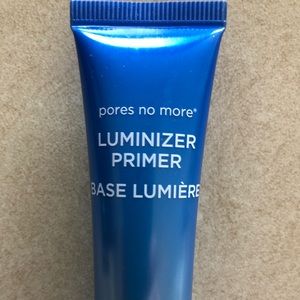 pores no more®
LUMINIZER
PRIMER
BASE LUMIÈRE